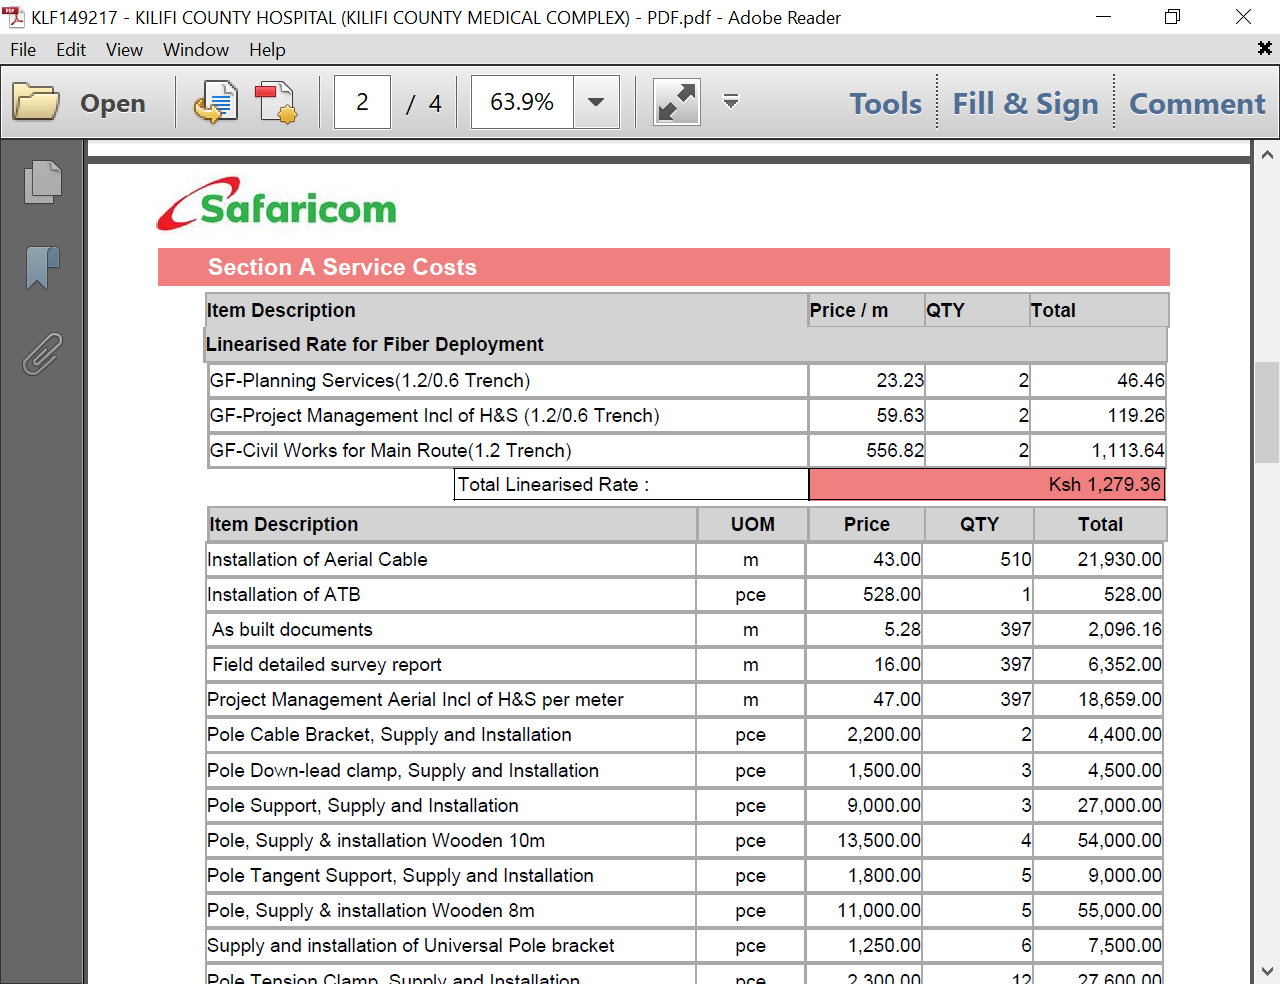 KLF149217 - KILIFI COUNTY HOSPITAL (KILIFI COUNTY MEDICAL COMPLEX) - PDF.pdf - Adobe Reader
File Edit View Window Help
Open 2 / 4 63.9% Tools Fill & Sign Comment
Safaricom
Section A Service Costs
Item Description Price / m QTY Total
Linearised Rate for Fiber Deployment
GF-Planning Services(1.2/0.6 Trench) 23.23 2 46.46
GF-Project Management Incl of H&S (1.2/0.6 Trench) 59.63 2 119.26
GF-Civil Works for Main Route(1.2 Trench) 556.82 2 1,113.64
Total Linearised Rate : Ksh 1,279.36
Item Description UOM Price QTY Total
Installation of Aerial Cable m 43.00 510 21,930.00
Installation of ATB pce 528.00 1 528.00
As built documents m 5.28 397 2,096.16
Field detailed survey report m 16.00 397 6,352.00
Project Management Aerial Incl of H&S per meter m 47.00 397 18,659.00
Pole Cable Bracket, Supply and Installation pce 2,200.00 2 4,400.00
Pole Down-lead clamp, Supply and Installation pce 1,500.00 3 4,500.00
Pole Support, Supply and Installation pce 9,000.00 3 27,000.00
Pole, Supply & installation Wooden 10m pce 13,500.00 4 54,000.00
Pole Tangent Support, Supply and Installation pce 1,800.00 5 9,000.00
Pole, Supply & installation Wooden 8m pce 11,000.00 5 55,000.00
Supply and installation of Universal Pole bracket pce 1,250.00 6 7,500.00
Pole Tension Clamp, Supply and Installation pce 2,300.00 12 27,600.00